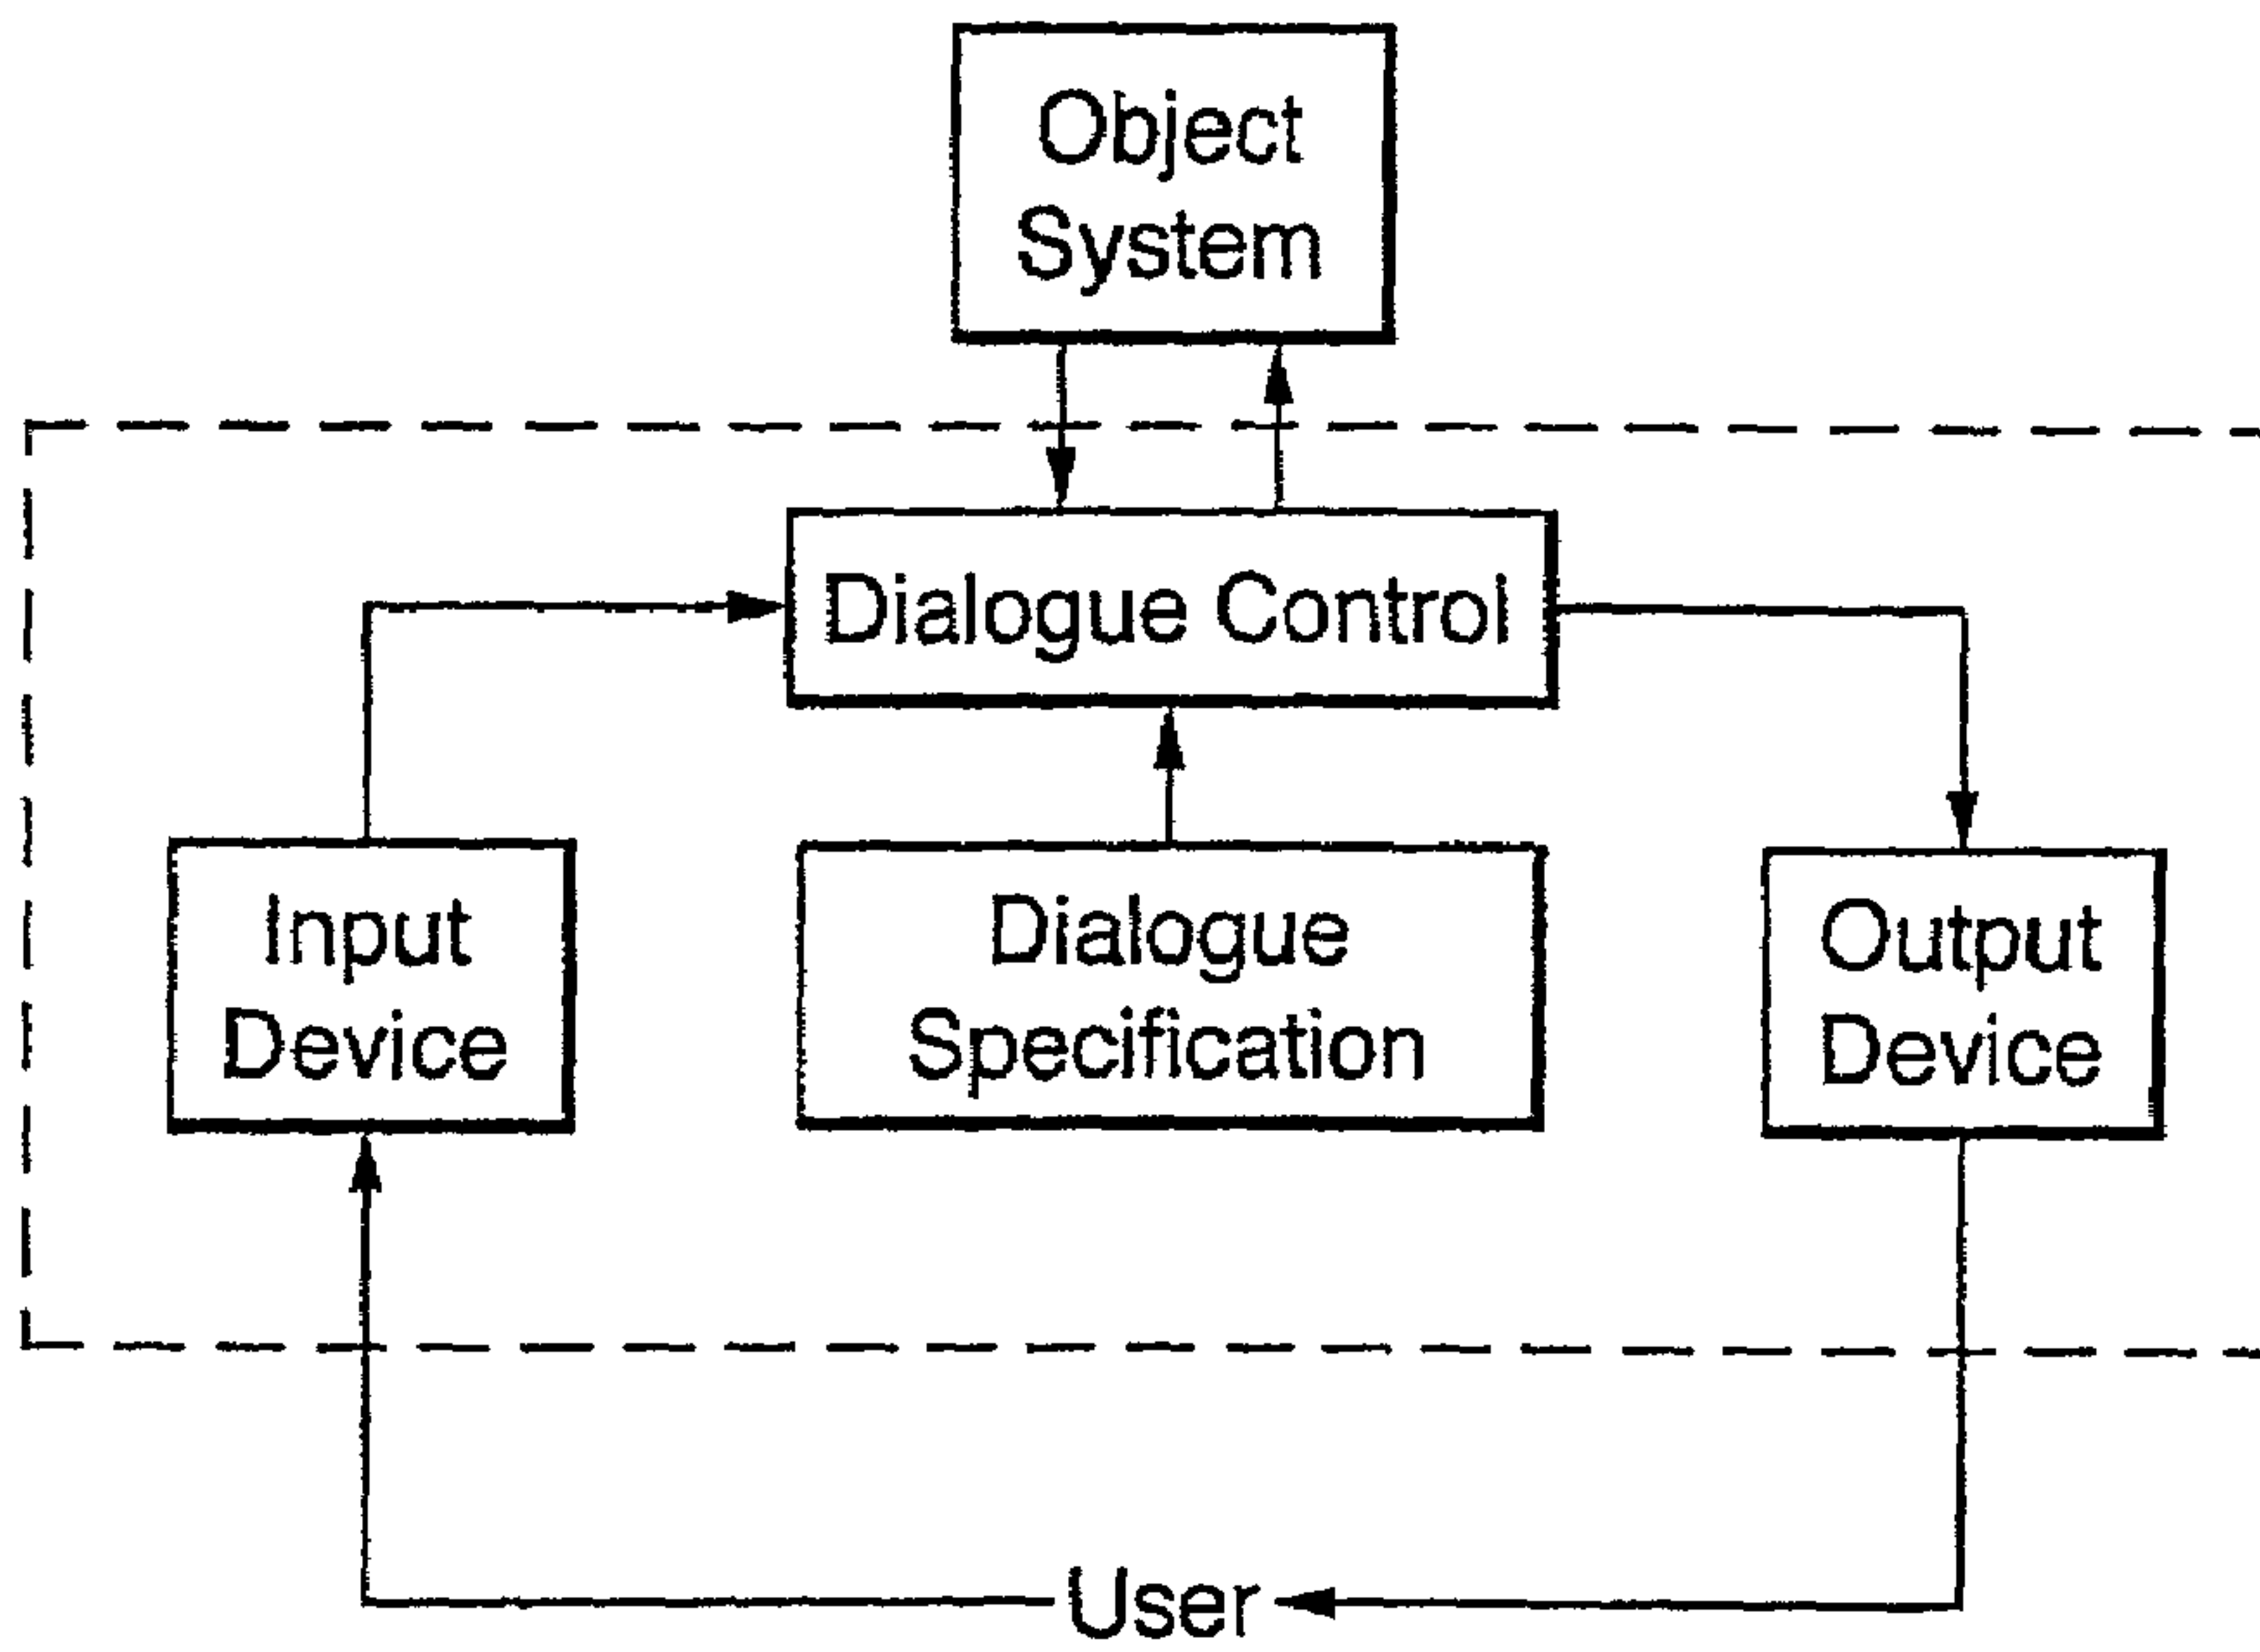 Object
System
Dialogue Control
Input
Device
Dialogue
Specification
Output
Device
User